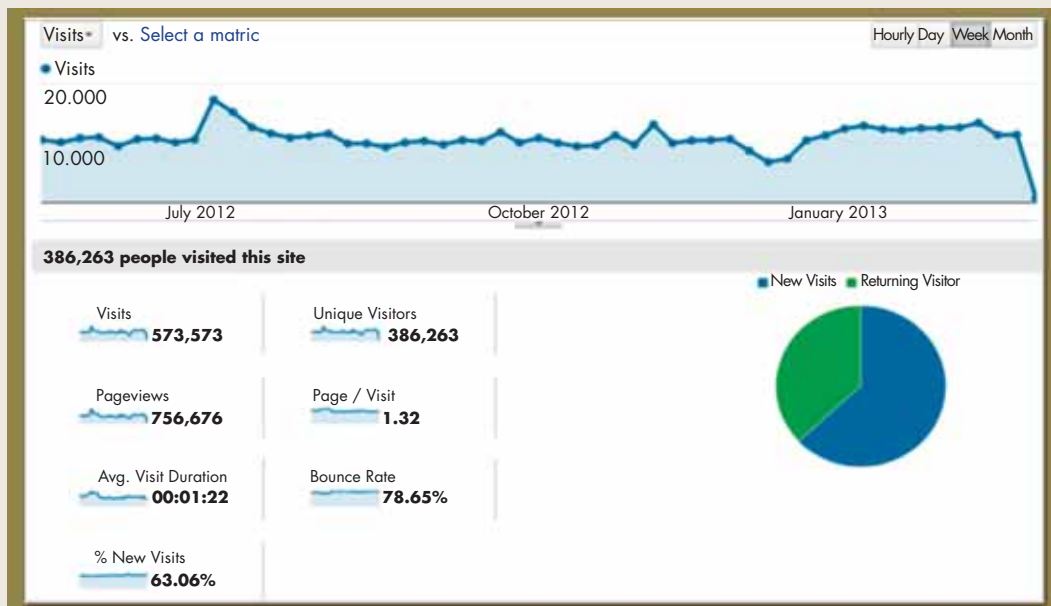 Visits vs. Select a matric
Hourly Day Week Month
Visits
20.000
10.000
July 2012 October 2012 January 2013
386,263 people visited this site
New Visits Returning Visitor
Visits
573,573
Unique Visitors
386,263
Pageviews
756,676
Page / Visit
1.32
Avg. Visit Duration
00:01:22
Bounce Rate
78.65%
% New Visits
63.06%